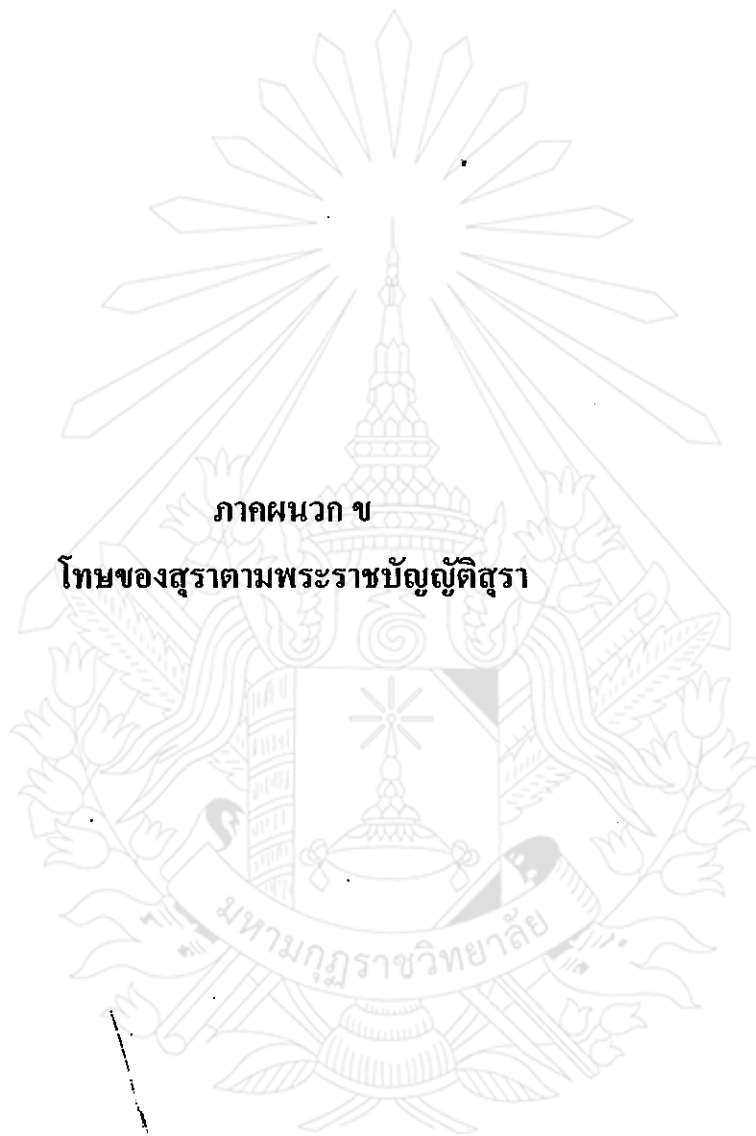 ภาคผนวก ข
โทษของสุราตามพระราชบัญญัติสุรา
มหามกุฏราชวิทยาลัย